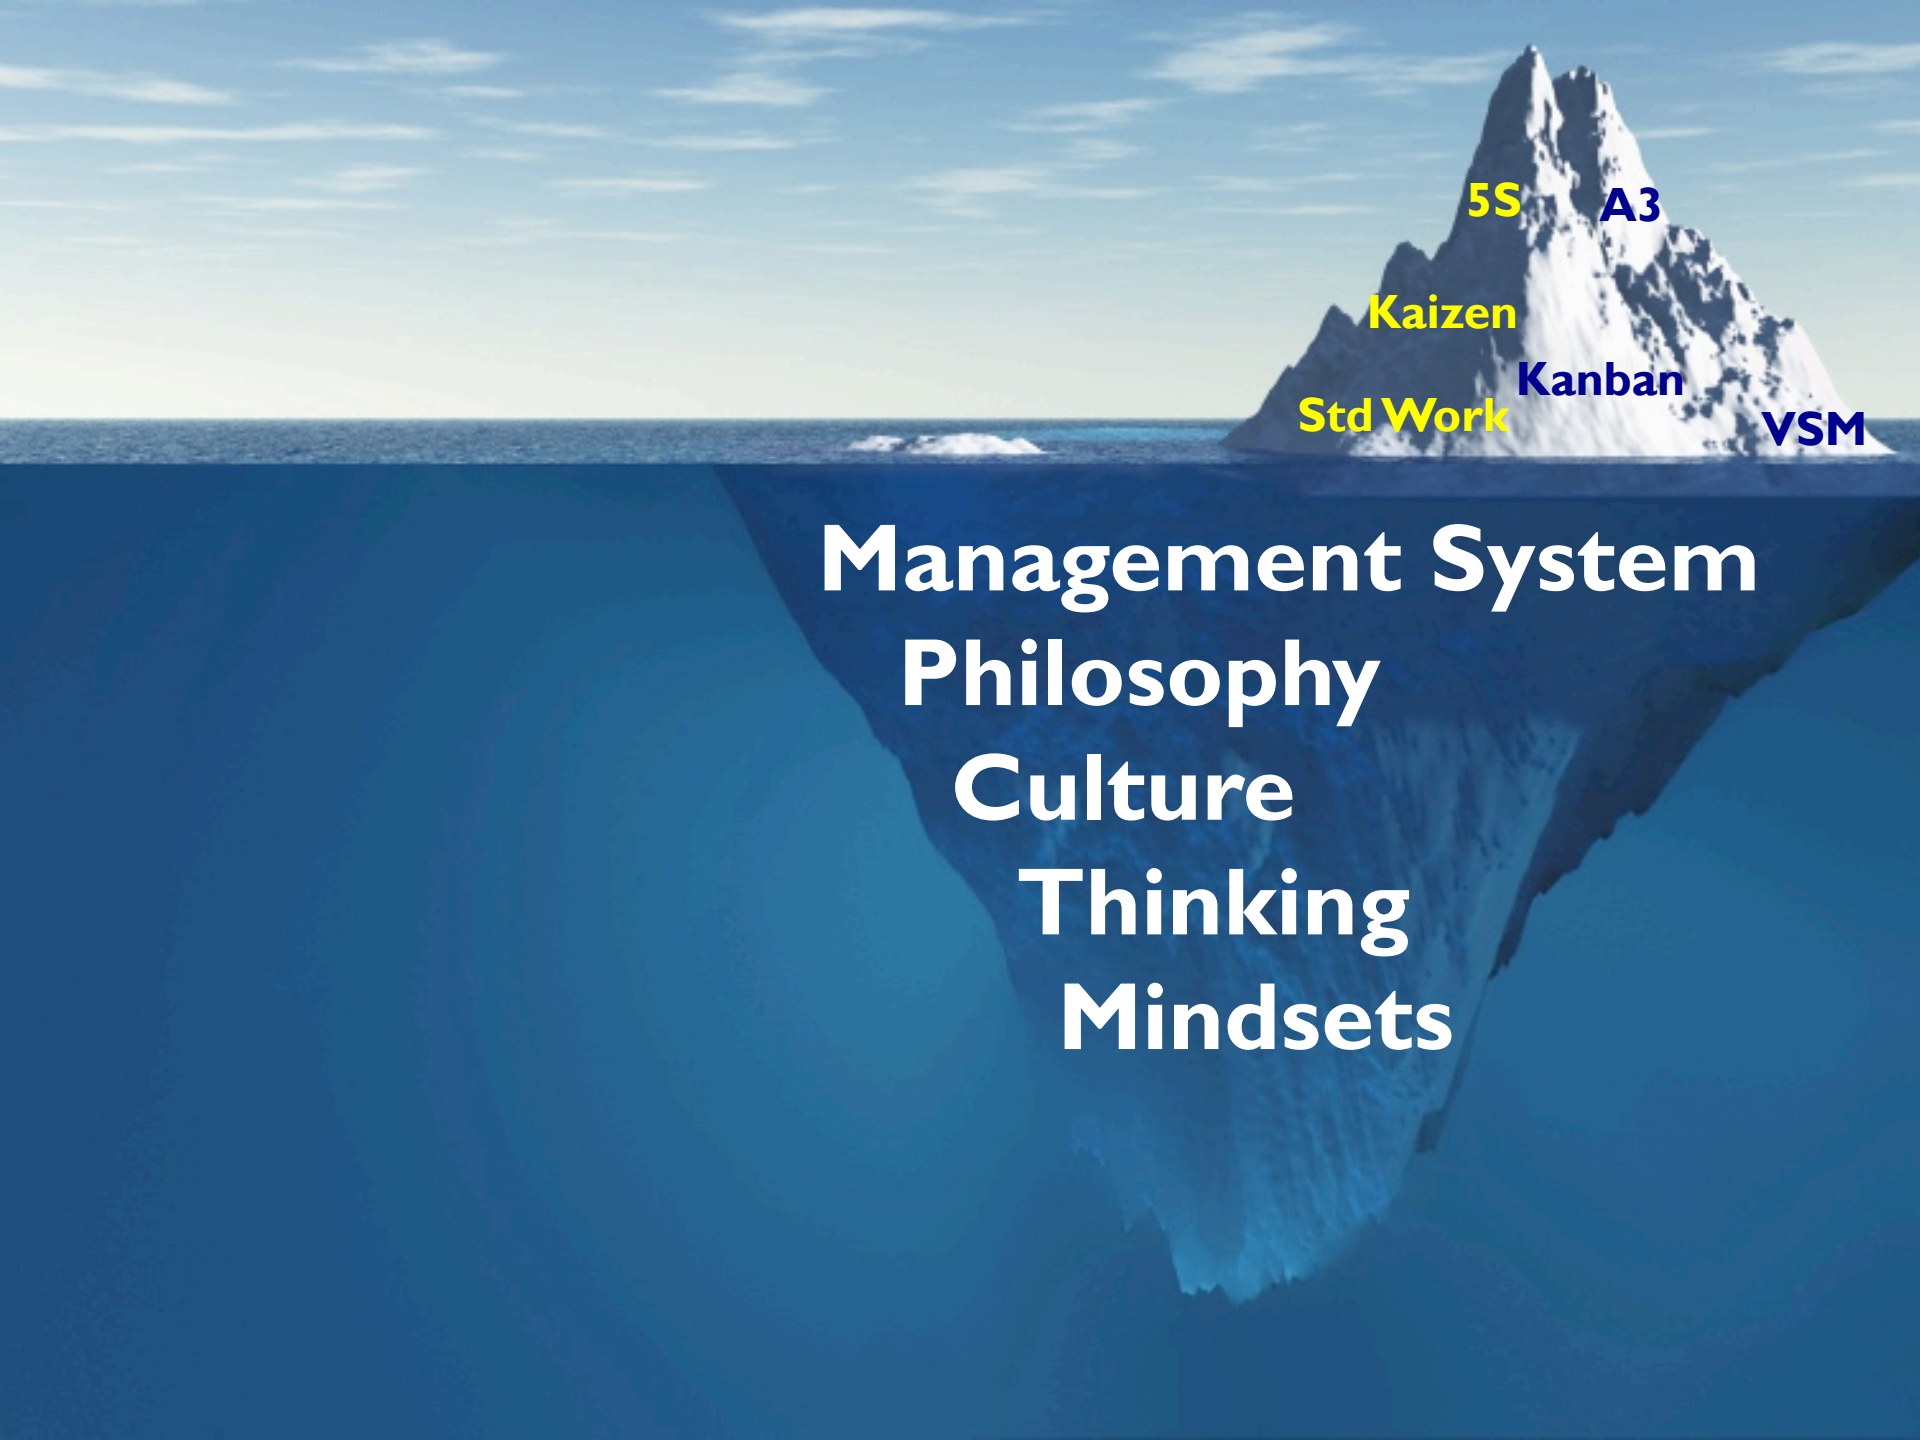 5S
A3
Kaizen
Kanban
Std Work
VSM
Management System
Philosophy
Culture
Thinking
Mindsets